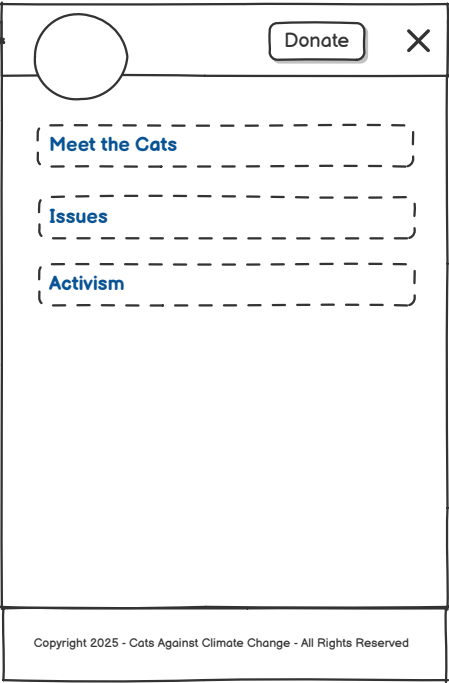 Donate
Meet the Cats
Issues
Activism
Copyright 2025 - Cats Against Climate Change - All Rights Reserved